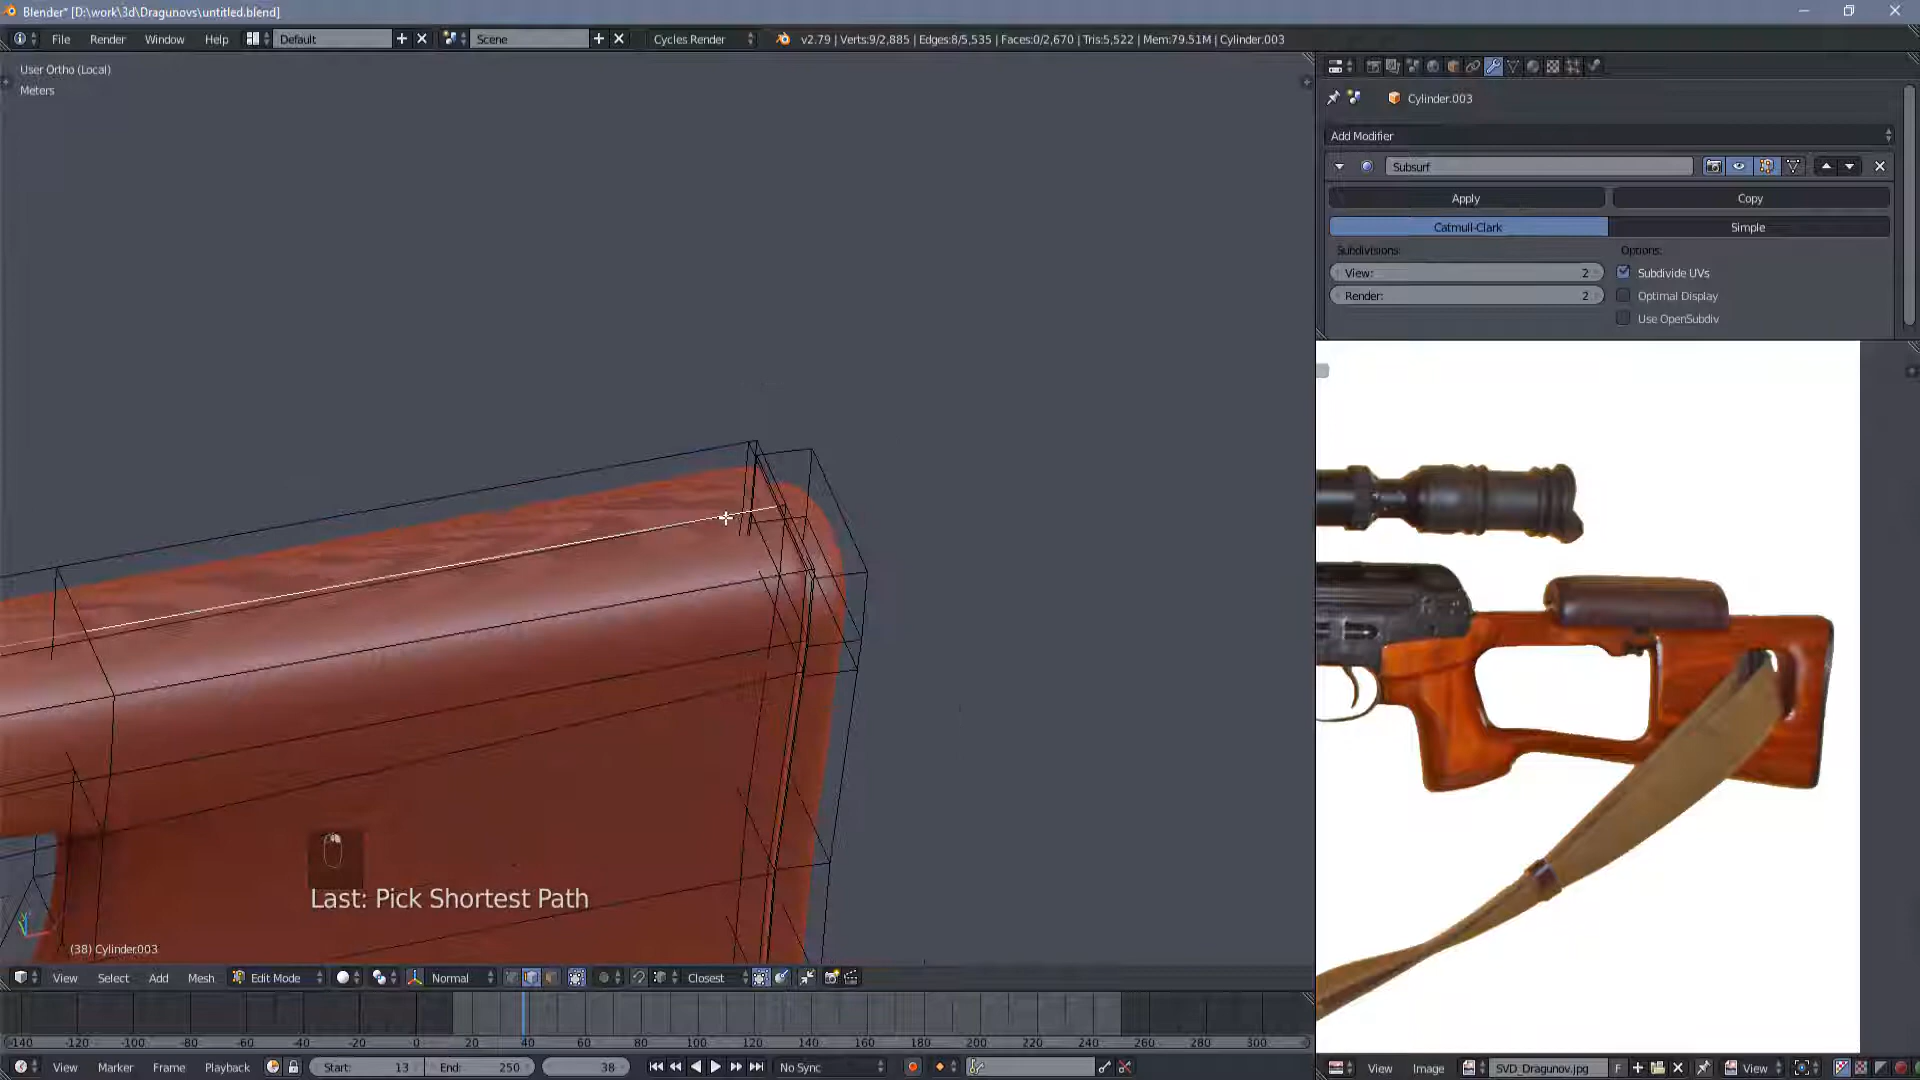 Blender* [D:\work\3d\Dragunovs\untitled.blend]
File Render Window Help Default Scene Cycles Render v2.79 | Verts:9/2,885 | Edges:8/5,535 | Faces:0/2,670 | Tris:5,522 | Mem:79.51M | Cylinder.003
User Ortho (Local)
Meters
Cylinder.003
Add Modifier
Subsurf
Apply Copy
Catmull-Clark Simple
Subdivisions: Options:
View: 2 Subdivide UVs
Render: 2 Optimal Display
Use OpenSubdiv
Last: Pick Shortest Path
(38) Cylinder.003
View Select Add Mesh Edit Mode Normal Closest
-140 -120 -100 -80 -60 -40 -20 0 20 40 60 80 100 120 140 160 180 200 220 240 260 280 300
View Marker Frame Playback Start: 13 End: 250 38 No Sync
View Image SVD_Dragunov.jpg F View